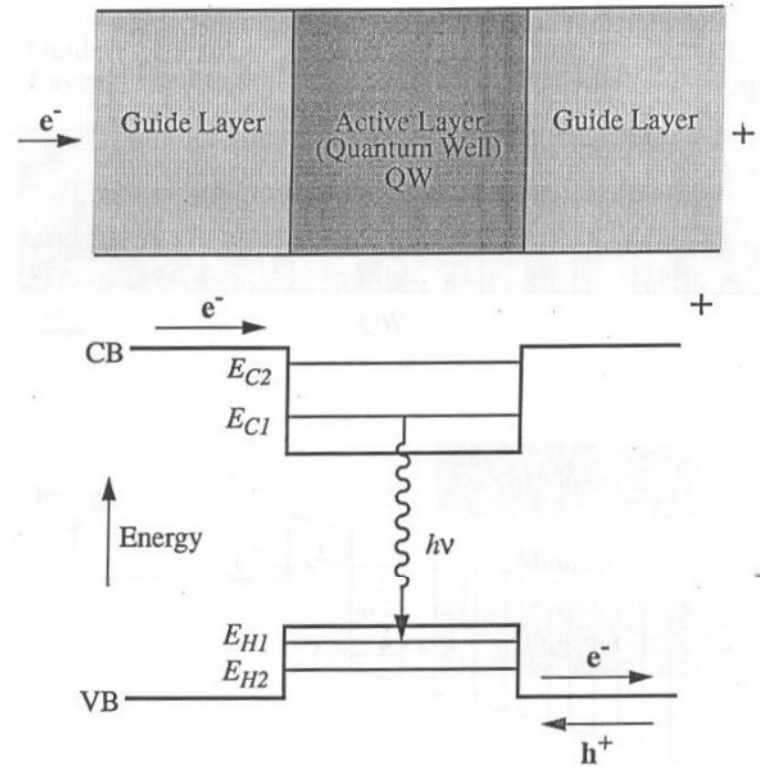 e⁻
Guide Layer
Active Layer
(Quantum Well)
QW
Guide Layer
+
+
e⁻
CB
E_C2
E_C1
Energy
hν
E_H1
E_H2
VB
e⁻
h⁺